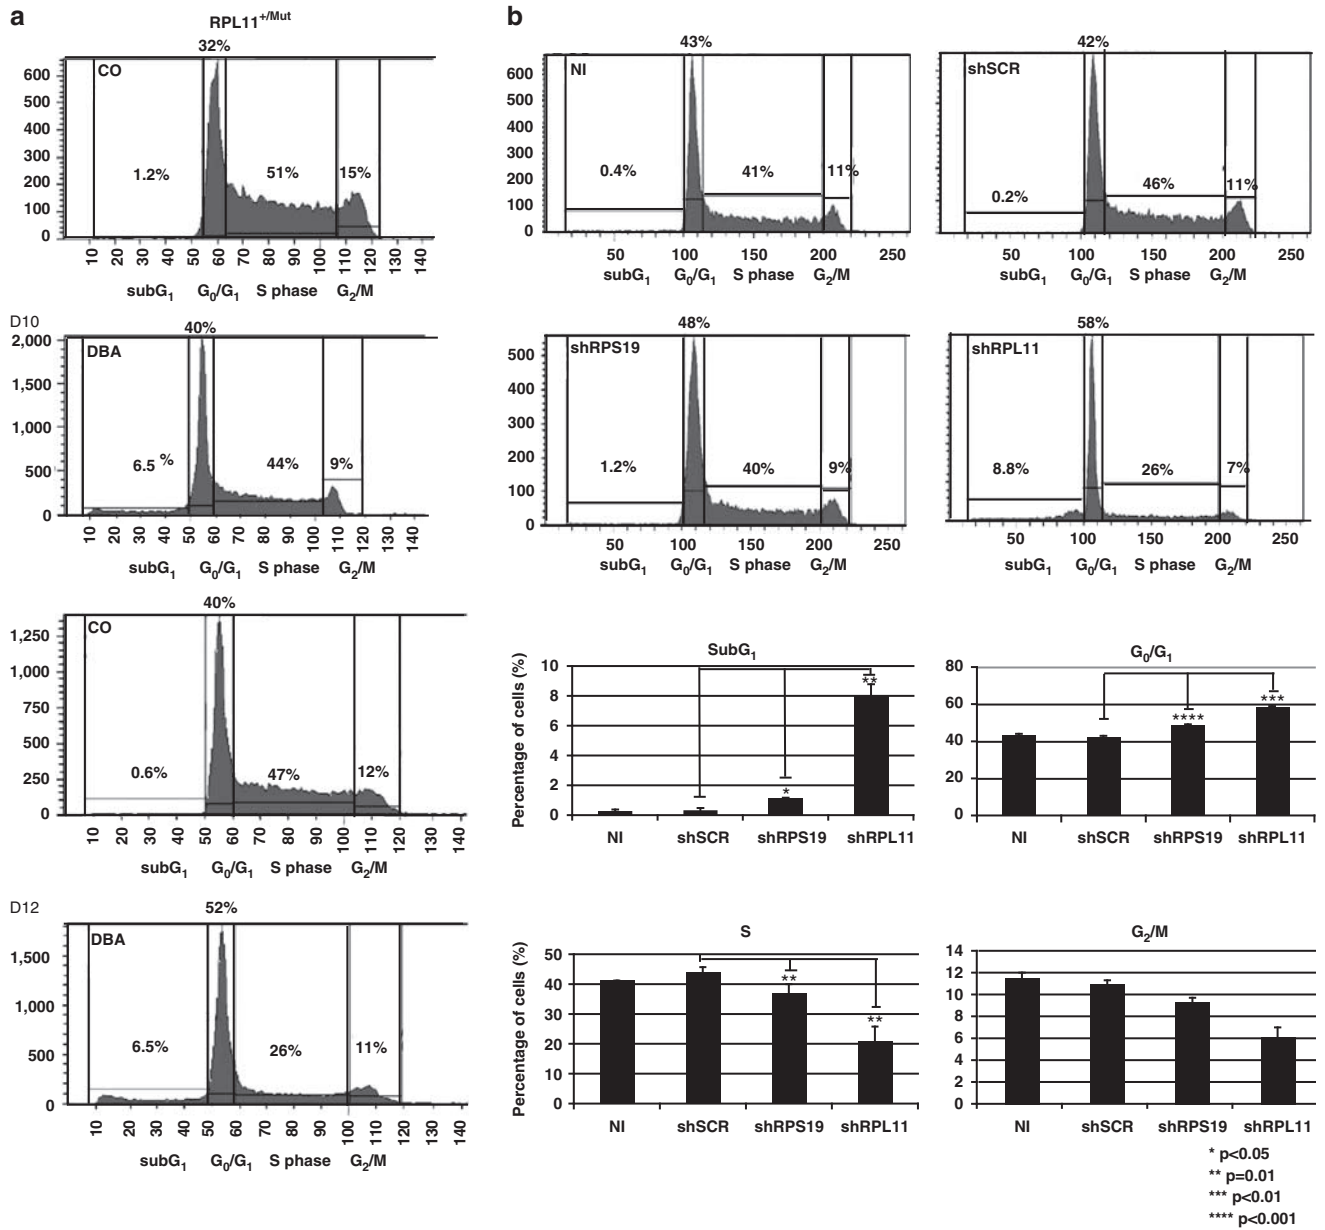 a
RPL11+/Mut
32%
CO
600
500
400
300
200
100
0
1.2%
51%
15%
10 20 30 40 50 60 70 80 90 100 110 120 130 140
subG1 G0/G1 S phase G2/M
D10
40%
DBA
2,000
1,500
1,000
500
0
6.5 %
44%
9%
10 20 30 40 50 60 70 80 90 100 110 120 130 140
subG1 G0/G1 S phase G2/M
40%
CO
1,250
1,000
750
500
250
0
0.6%
47%
12%
10 20 30 40 50 60 70 80 90 100 110 120 130 140
subG1 G0/G1 S phase G2/M
D12
52%
DBA
1,500
1,000
500
0
6.5%
26%
11%
10 20 30 40 50 60 70 80 90 100 110 120 130 140
subG1 G0/G1 S phase G2/M
b
43%
NI
600
500
400
300
200
100
0
0.4%
41%
11%
50 100 150 200 250
subG1 G0/G1 S phase G2/M
42%
shSCR
0.2%
46%
11%
50 100 150 200 250
subG1 G0/G1 S phase G2/M
48%
shRPS19
500
400
300
200
100
0
1.2%
40%
9%
50 100 150 200 250
subG1 G0/G1 S phase G2/M
58%
shRPL11
8.8%
26%
7%
50 100 150 200 250
subG1 G0/G1 S phase G2/M
SubG1
Percentage of cells (%)
10
8
6
4
2
0
*
**
NI shSCR shRPS19 shRPL11
G0/G1
80
60
40
20
0
****
***
NI shSCR shRPS19 shRPL11
S
Percentage of cells (%)
50
40
30
20
10
0
**
**
NI shSCR shRPS19 shRPL11
G2/M
14
12
10
8
6
4
2
0
NI shSCR shRPS19 shRPL11
* p<0.05
** p=0.01
*** p<0.01
**** p<0.001